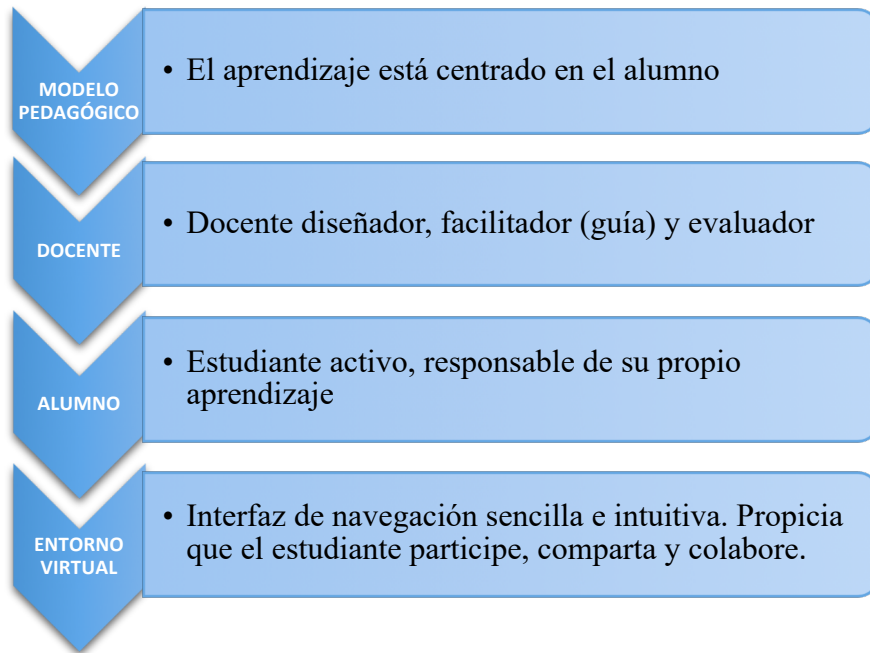 MODELO
PEDAGÓGICO
• El aprendizaje está centrado en el alumno
DOCENTE
• Docente diseñador, facilitador (guía) y evaluador
ALUMNO
• Estudiante activo, responsable de su propio
aprendizaje
ENTORNO
VIRTUAL
• Interfaz de navegación sencilla e intuitiva. Propicia
que el estudiante participe, comparta y colabore.